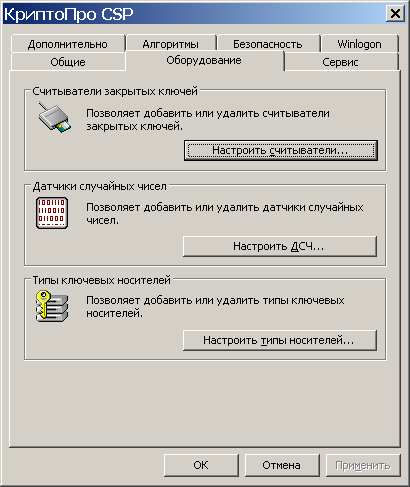 КриптоПро CSP
Дополнительно Алгоритмы Безопасность Winlogon
Общие Оборудование Сервис
Считыватели закрытых ключей
Позволяет добавить или удалить считыватели
закрытых ключей.
Настроить считыватели...
Датчики случайных чисел
011010
100110
Позволяет добавить или удалить датчики случайных
чисел.
Настроить ДСЧ...
Типы ключевых носителей
Позволяет добавить или удалить типы ключевых
носителей.
Настроить типы носителей...
ОК Отмена Применить